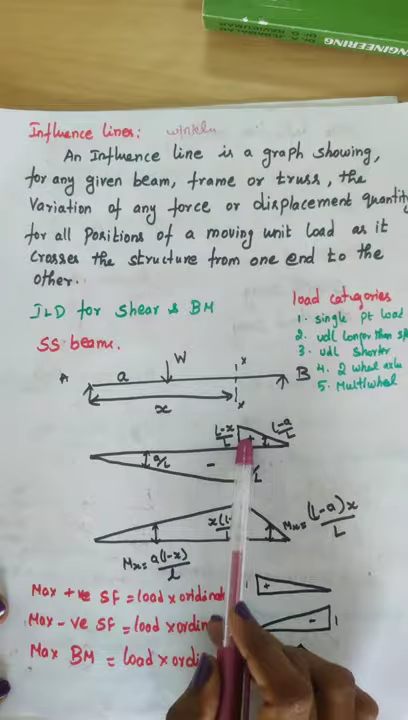 ENGINEERING
Influence lines:
An Influence line is a graph showing,
for any given beam, frame or truss, the
Variation of any force or displacement quantity
for all Positions of a moving unit load as it
Crosses the structure from one end to the
other.
ILD for Shear & BM
load categories
1. single pt load
2. udl longer than
3. udl shorter
4. 2 wheel axle
5. Multiwheel
SS beam.
A a W x B
x x
L-x/L + L-a/L
a/L -
Mx = a(L-x)/L
Mx = (L-a)x/L
Max +ve SF = load x
Max -ve SF = load x
Max BM = load x
+
- 1